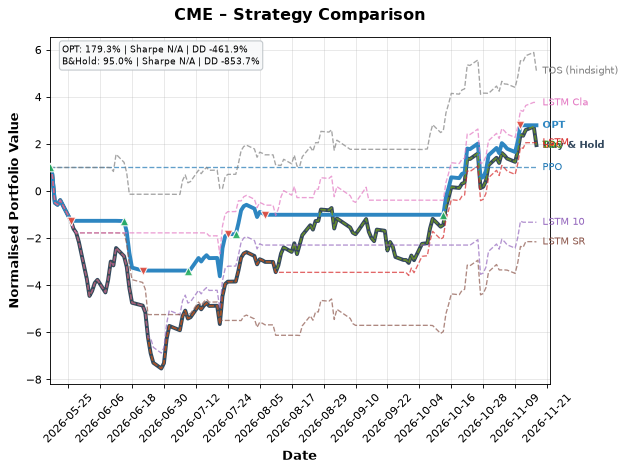 CME – Strategy Comparison
OPT: 179.3% | Sharpe N/A | DD -461.9%
B&Hold: 95.0% | Sharpe N/A | DD -853.7%
Normalised Portfolio Value
6
4
2
0
−2
−4
−6
−8
TOS (hindsight)
LSTM Cla
OPT
LSTM
Buy & Hold
PPO
LSTM 10
LSTM SR
2026-05-25
2026-06-06
2026-06-18
2026-06-30
2026-07-12
2026-07-24
2026-08-05
2026-08-17
2026-08-29
2026-09-10
2026-09-22
2026-10-04
2026-10-16
2026-10-28
2026-11-09
2026-11-21
Date